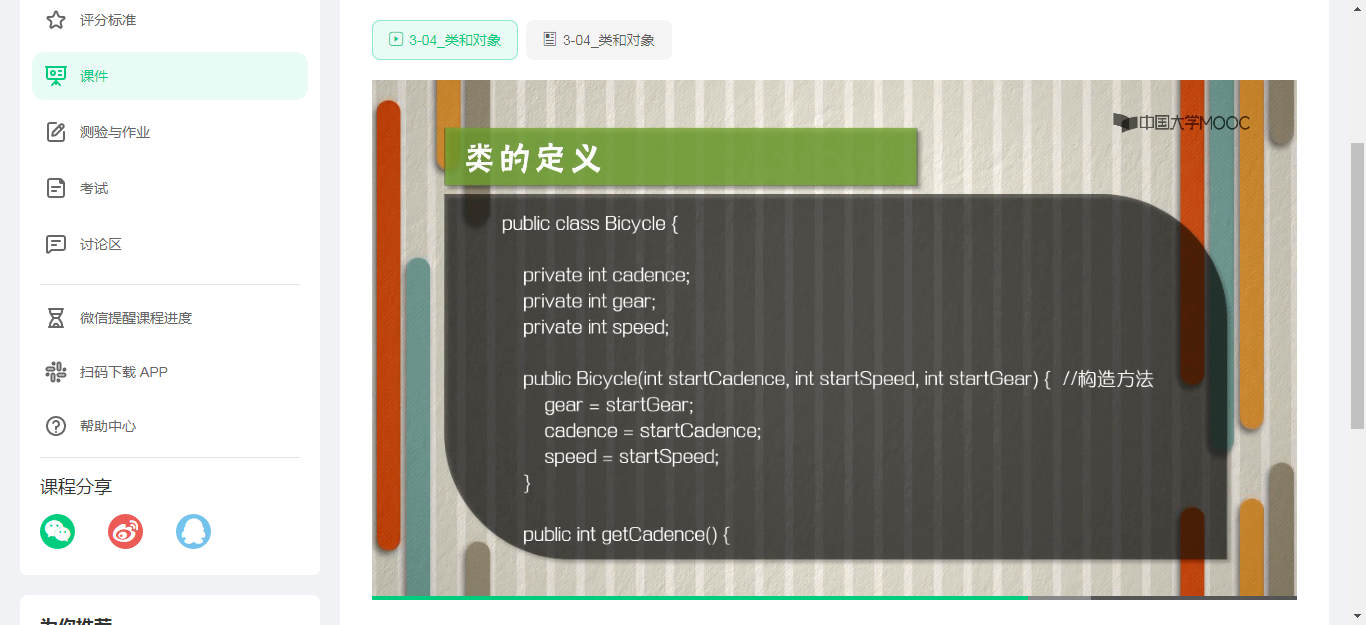 评分标准
课件
测验与作业
考试
讨论区
微信提醒课程进度
扫码下载 APP
帮助中心
课程分享
为你推荐
3-04_类和对象
3-04_类和对象
中国大学MOOC
类的定义
public class Bicycle {
private int cadence;
private int gear;
private int speed;
public Bicycle(int startCadence, int startSpeed, int startGear) { //构造方法
gear = startGear;
cadence = startCadence;
speed = startSpeed;
}
public int getCadence() {